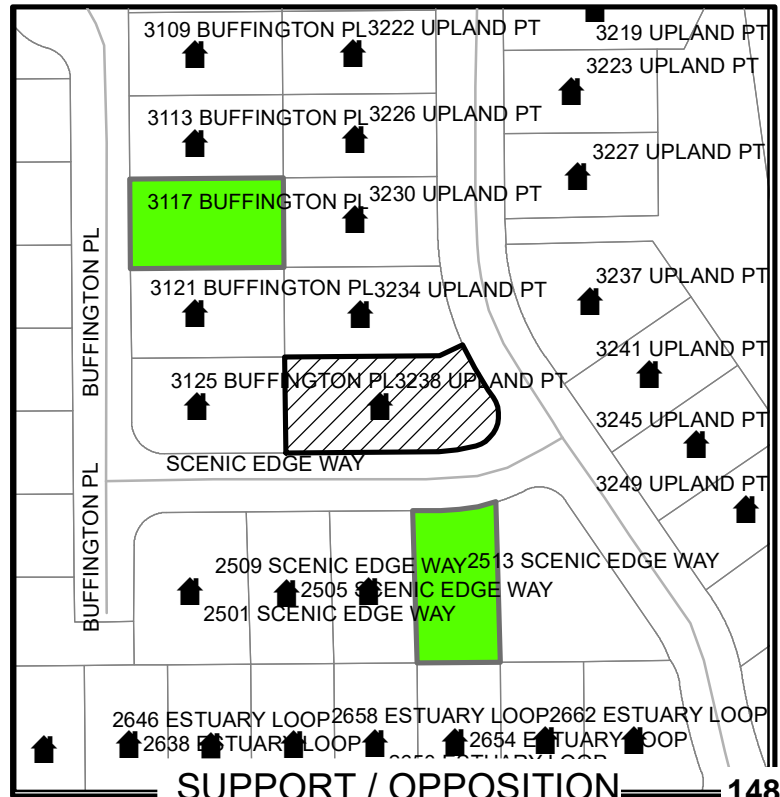 3109 BUFFINGTON PL
3222 UPLAND PT
3219 UPLAND PT
3223 UPLAND PT
3113 BUFFINGTON PL
3226 UPLAND PT
3227 UPLAND PT
3117 BUFFINGTON PL
3230 UPLAND PT
BUFFINGTON PL
3121 BUFFINGTON PL
3234 UPLAND PT
3237 UPLAND PT
3241 UPLAND PT
3125 BUFFINGTON PL
3238 UPLAND PT
3245 UPLAND PT
SCENIC EDGE WAY
3249 UPLAND PT
BUFFINGTON PL
2509 SCENIC EDGE WAY
2513 SCENIC EDGE WAY
2505 SCENIC EDGE WAY
2501 SCENIC EDGE WAY
2646 ESTUARY LOOP
2658 ESTUARY LOOP
2662 ESTUARY LOOP
2638 ESTUARY LOOP
2654 ESTUARY LOOP
SUPPORT / OPPOSITION
148